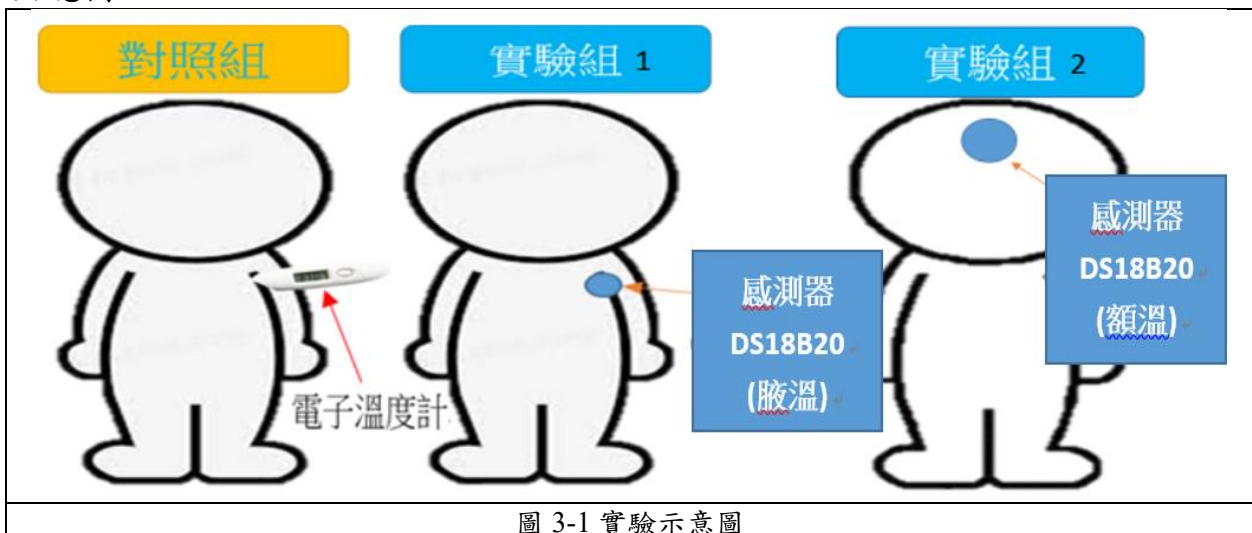 對照組
實驗組 1
實驗組 2
電子溫度計
感測器
DS18B20
(腋溫)
感測器
DS18B20
(額溫)
圖 3-1 實驗示意圖